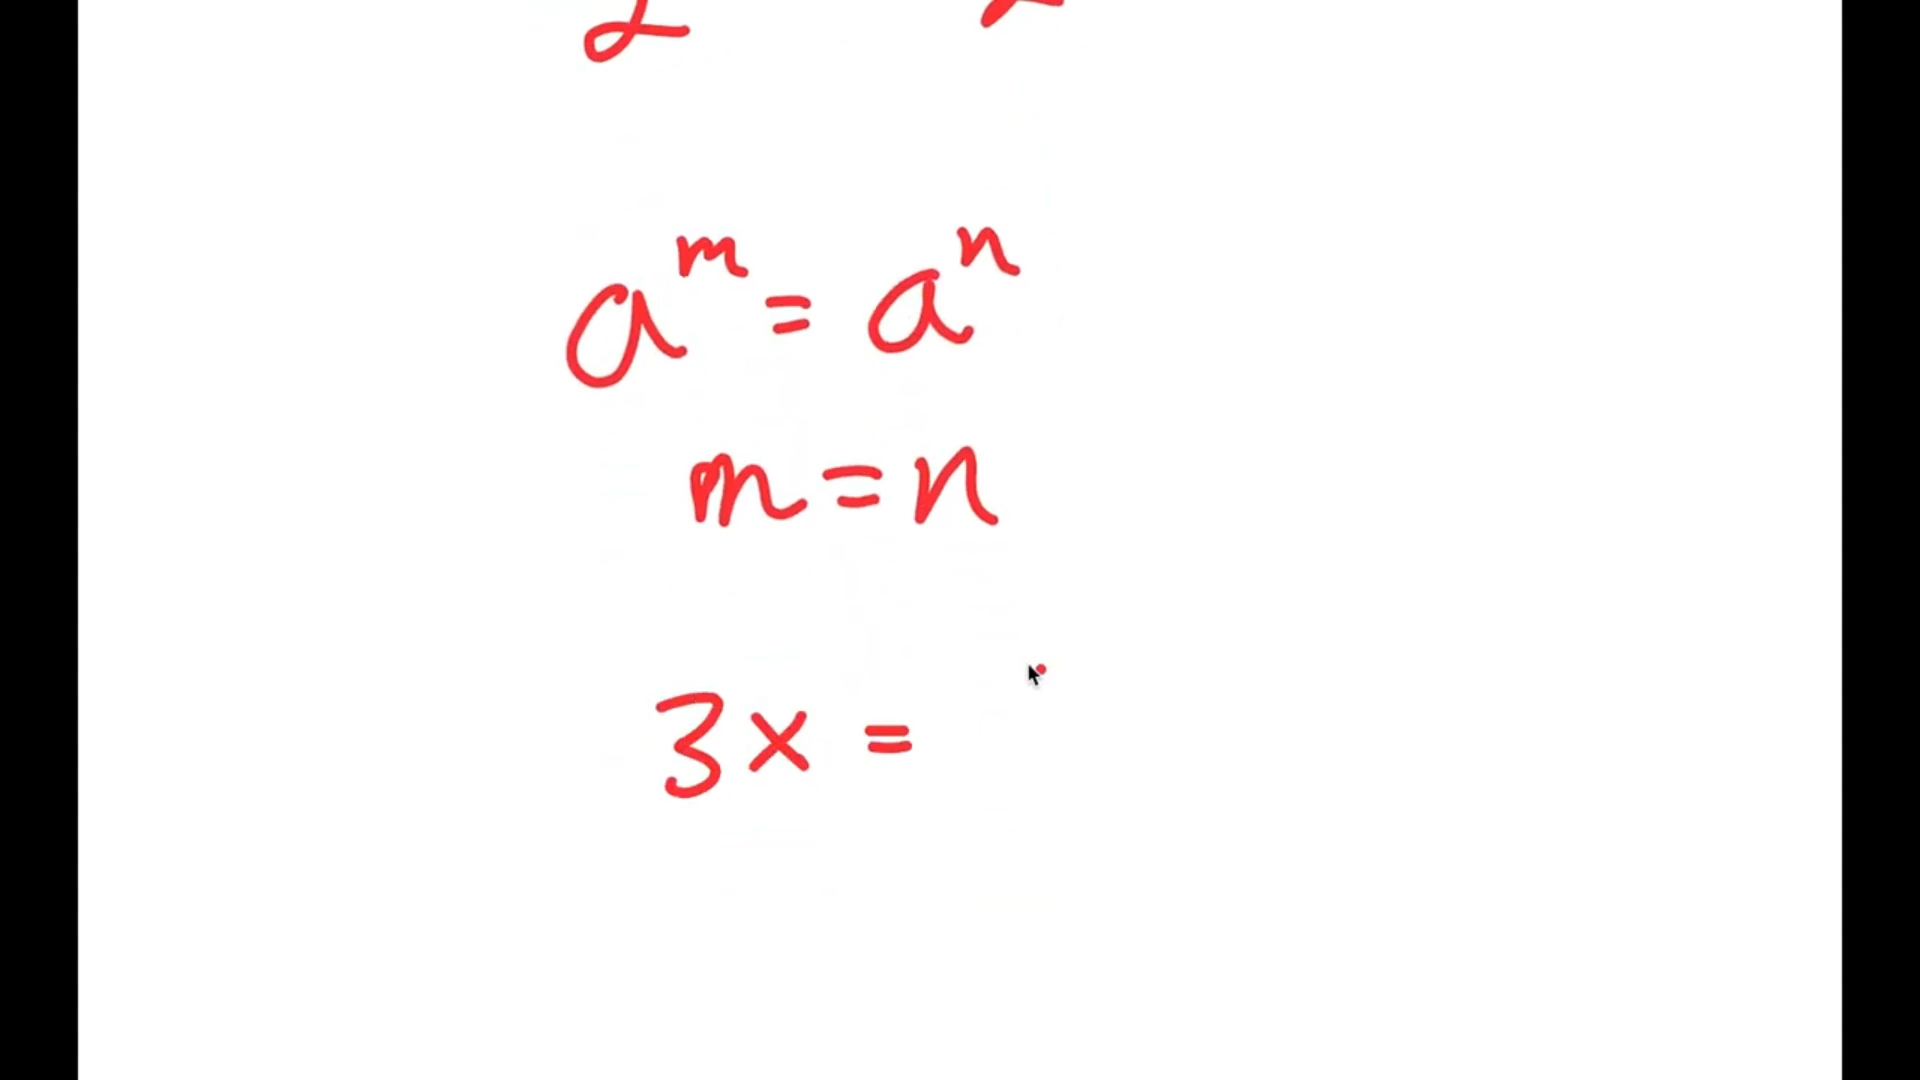 a^m = a^n
m = n
3x =